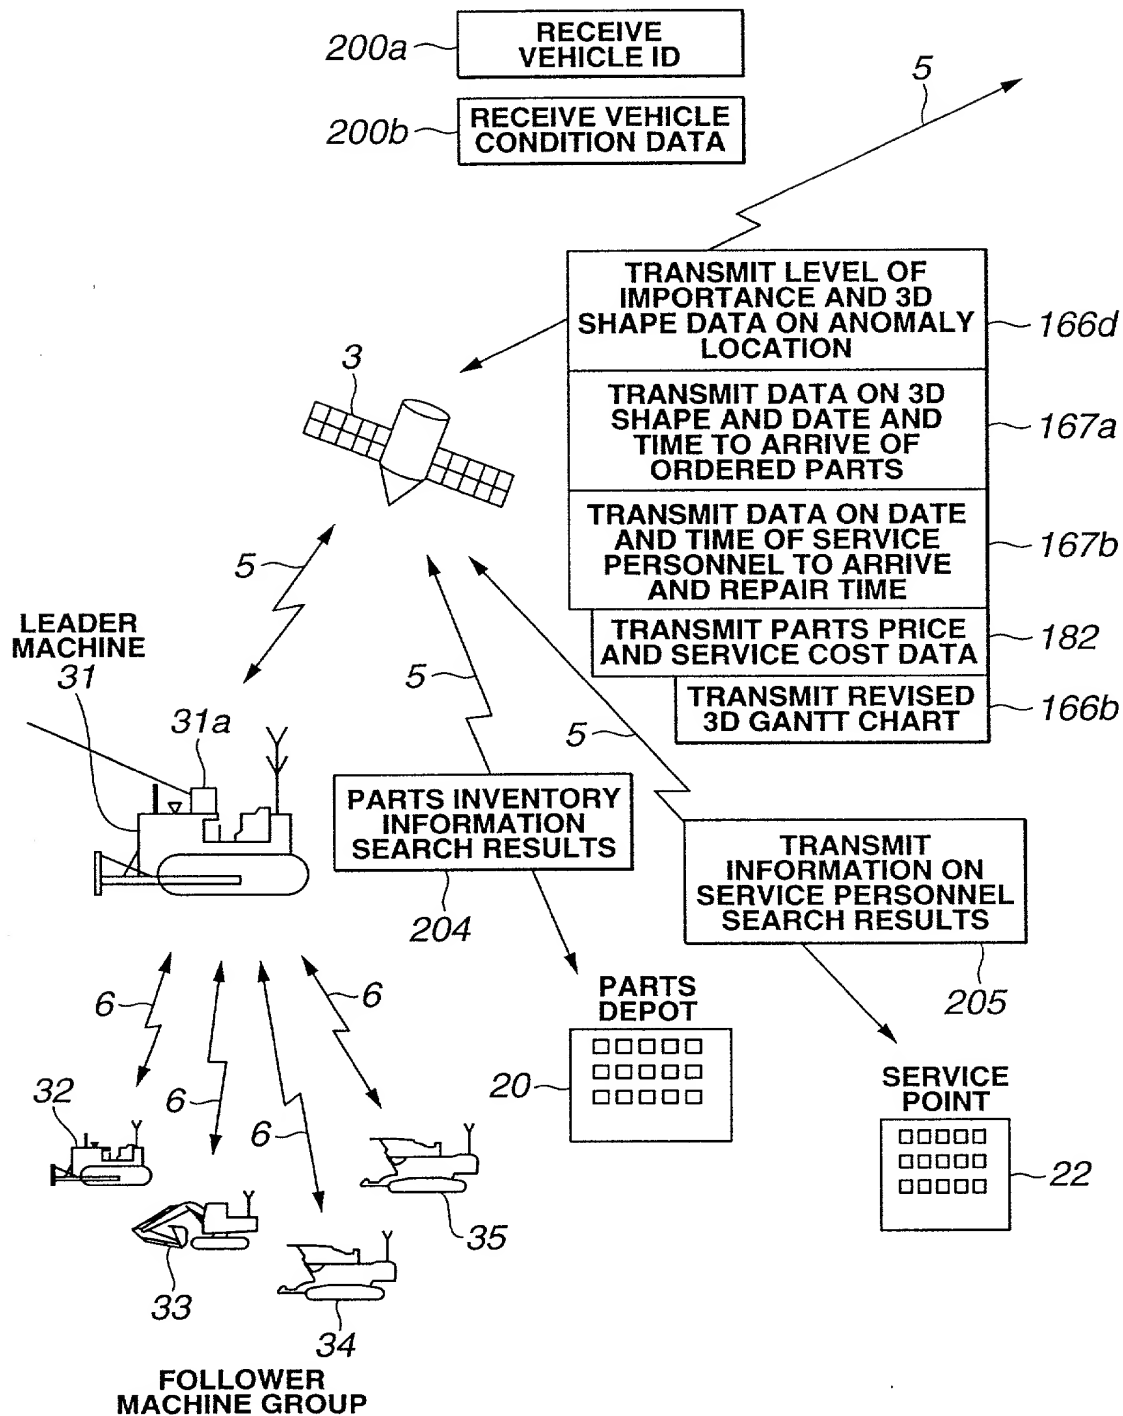 RECEIVE
VEHICLE ID
200a
RECEIVE VEHICLE
CONDITION DATA
200b
5
TRANSMIT LEVEL OF
IMPORTANCE AND 3D
SHAPE DATA ON ANOMALY
LOCATION
166d
TRANSMIT DATA ON 3D
SHAPE AND DATE AND
TIME TO ARRIVE OF
ORDERED PARTS
167a
TRANSMIT DATA ON DATE
AND TIME OF SERVICE
PERSONNEL TO ARRIVE
AND REPAIR TIME
167b
TRANSMIT PARTS PRICE
AND SERVICE COST DATA
182
TRANSMIT REVISED
3D GANTT CHART
166b
3
5
5
5
LEADER
MACHINE
31
31a
PARTS INVENTORY
INFORMATION
SEARCH RESULTS
204
TRANSMIT
INFORMATION ON
SERVICE PERSONNEL
SEARCH RESULTS
205
6
6
6
6
PARTS
DEPOT
20
SERVICE
POINT
22
32
33
34
35
FOLLOWER
MACHINE GROUP